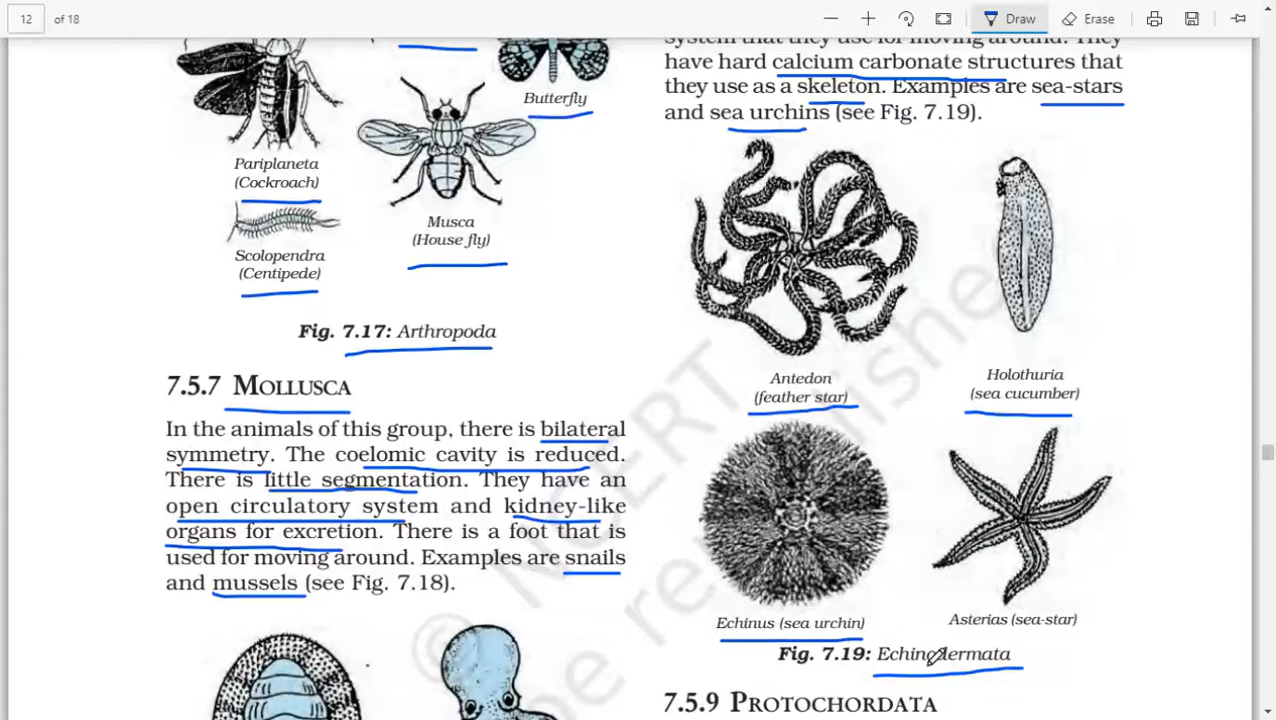 12 of 18
Draw
Erase
Butterfly
Pariplaneta
(Cockroach)
Musca
(House fly)
Scolopendra
(Centipede)
Fig. 7.17: Arthropoda
7.5.7 MOLLUSCA
In the animals of this group, there is bilateral
symmetry. The coelomic cavity is reduced.
There is little segmentation. They have an
open circulatory system and kidney-like
organs for excretion. There is a foot that is
used for moving around. Examples are snails
and mussels (see Fig. 7.18).
system that they use for moving around. They
have hard calcium carbonate structures that
they use as a skeleton. Examples are sea-stars
and sea urchins (see Fig. 7.19).
Antedon
(feather star)
Holothuria
(sea cucumber)
Echinus (sea urchin)
Asterias (sea-star)
Fig. 7.19: Echinodermata
7.5.9 PROTOCHORDATA
© NCERT
be republished